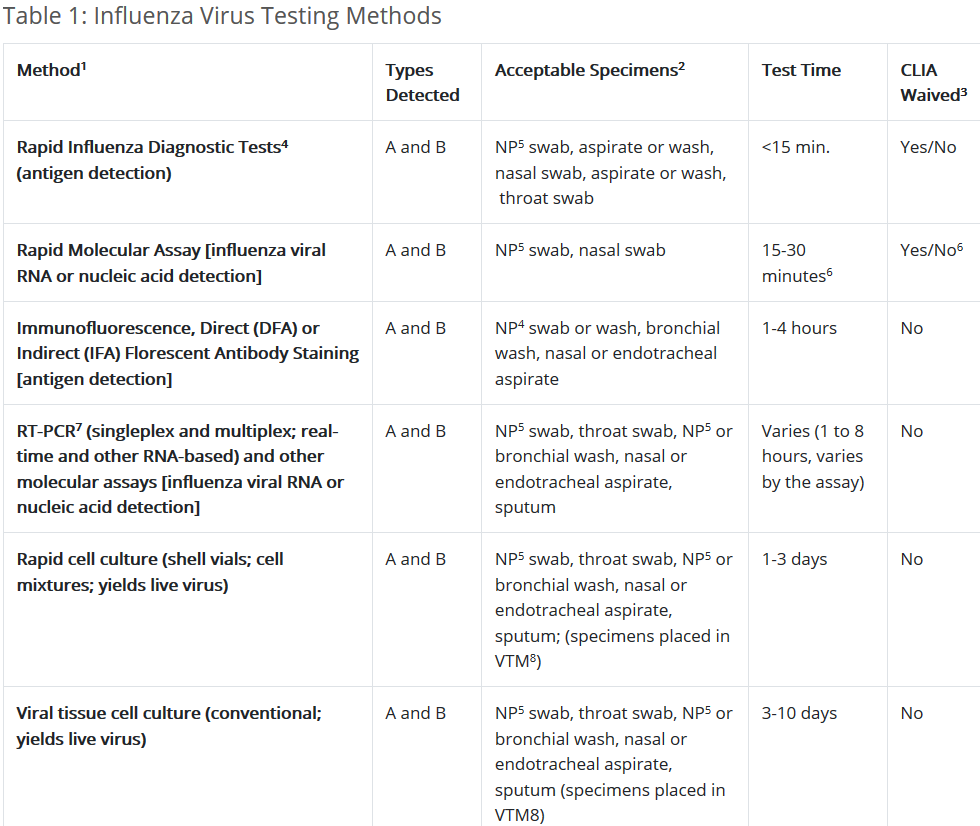 Table 1: Influenza Virus Testing Methods
Method¹
Types
Detected
Acceptable Specimens²
Test Time
CLIA
Waived³
Rapid Influenza Diagnostic Tests⁴
(antigen detection)
A and B
NP⁵ swab, aspirate or wash,
nasal swab, aspirate or wash,
throat swab
<15 min.
Yes/No
Rapid Molecular Assay [influenza viral
RNA or nucleic acid detection]
A and B
NP⁵ swab, nasal swab
15-30
minutes⁶
Yes/No⁶
Immunofluorescence, Direct (DFA) or
Indirect (IFA) Florescent Antibody Staining
[antigen detection]
A and B
NP⁴ swab or wash, bronchial
wash, nasal or endotracheal
aspirate
1-4 hours
No
RT-PCR⁷ (singleplex and multiplex; real-
time and other RNA-based) and other
molecular assays [influenza viral RNA or
nucleic acid detection]
A and B
NP⁵ swab, throat swab, NP⁵ or
bronchial wash, nasal or
endotracheal aspirate,
sputum
Varies (1 to 8
hours, varies
by the assay)
No
Rapid cell culture (shell vials; cell
mixtures; yields live virus)
A and B
NP⁵ swab, throat swab, NP⁵ or
bronchial wash, nasal or
endotracheal aspirate,
sputum; (specimens placed in
VTM⁸)
1-3 days
No
Viral tissue cell culture (conventional;
yields live virus)
A and B
NP⁵ swab, throat swab, NP⁵ or
bronchial wash, nasal or
endotracheal aspirate,
sputum (specimens placed in
VTM8)
3-10 days
No